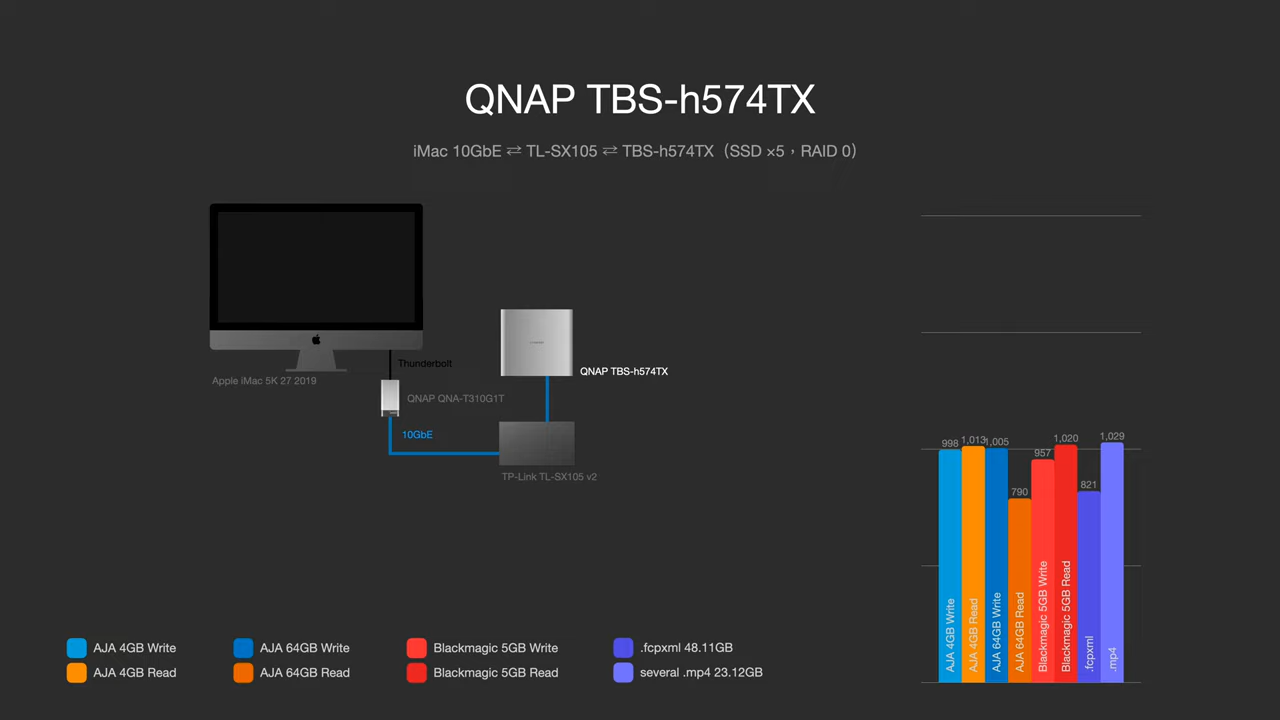 QNAP TBS-h574TX
iMac 10GbE ⇌ TL-SX105 ⇌ TBS-h574TX（SSD ×5，RAID 0）
Thunderbolt
Apple iMac 5K 27 2019
QNAP TBS-h574TX
QNAP QNA-T310G1T
10GbE
TP-Link TL-SX105 v2
998
1,013
1,005
790
957
1,020
821
1,029
AJA 4GB Write
AJA 4GB Read
AJA 64GB Write
AJA 64GB Read
Blackmagic 5GB Write
Blackmagic 5GB Read
.fcpxml
.mp4
AJA 4GB Write
AJA 64GB Write
Blackmagic 5GB Write
.fcpxml 48.11GB
AJA 4GB Read
AJA 64GB Read
Blackmagic 5GB Read
several .mp4 23.12GB